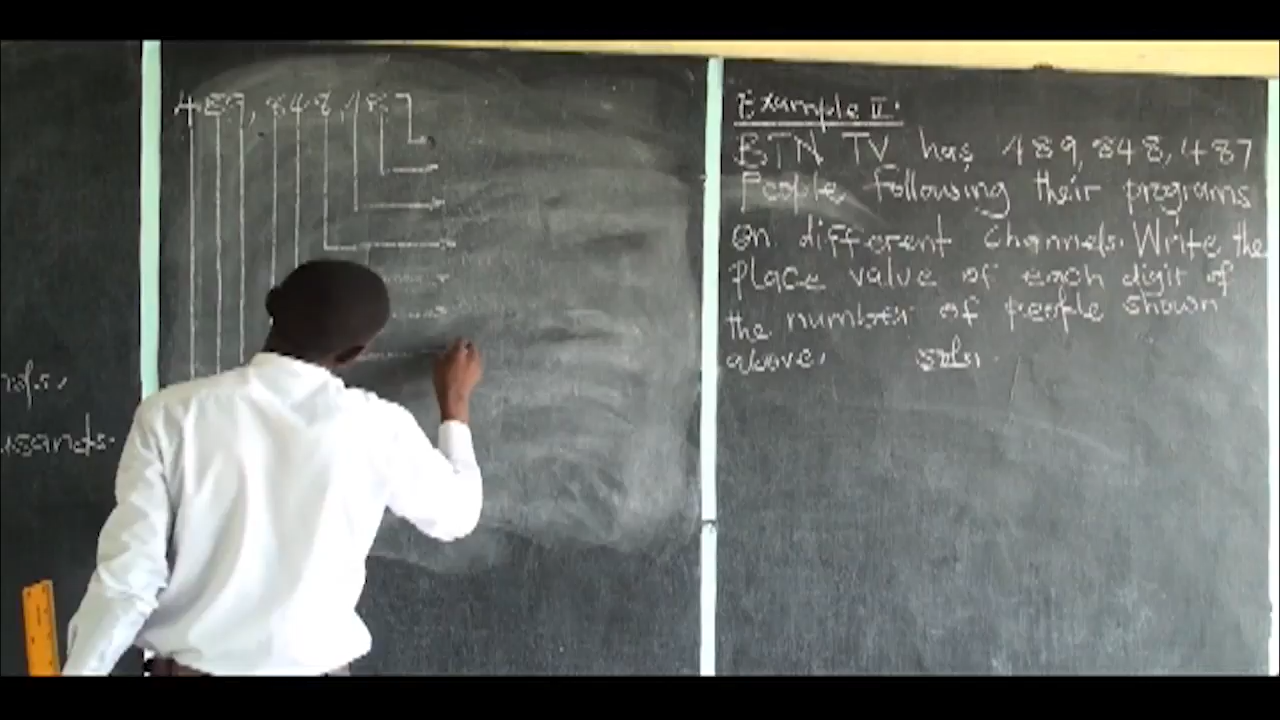 nds.
usands.
489,848,487
Example II:
BTN TV has 489,848,487
People following their programs
on different channels. Write the
place value of each digit of
the number of people shown
above.
soln.